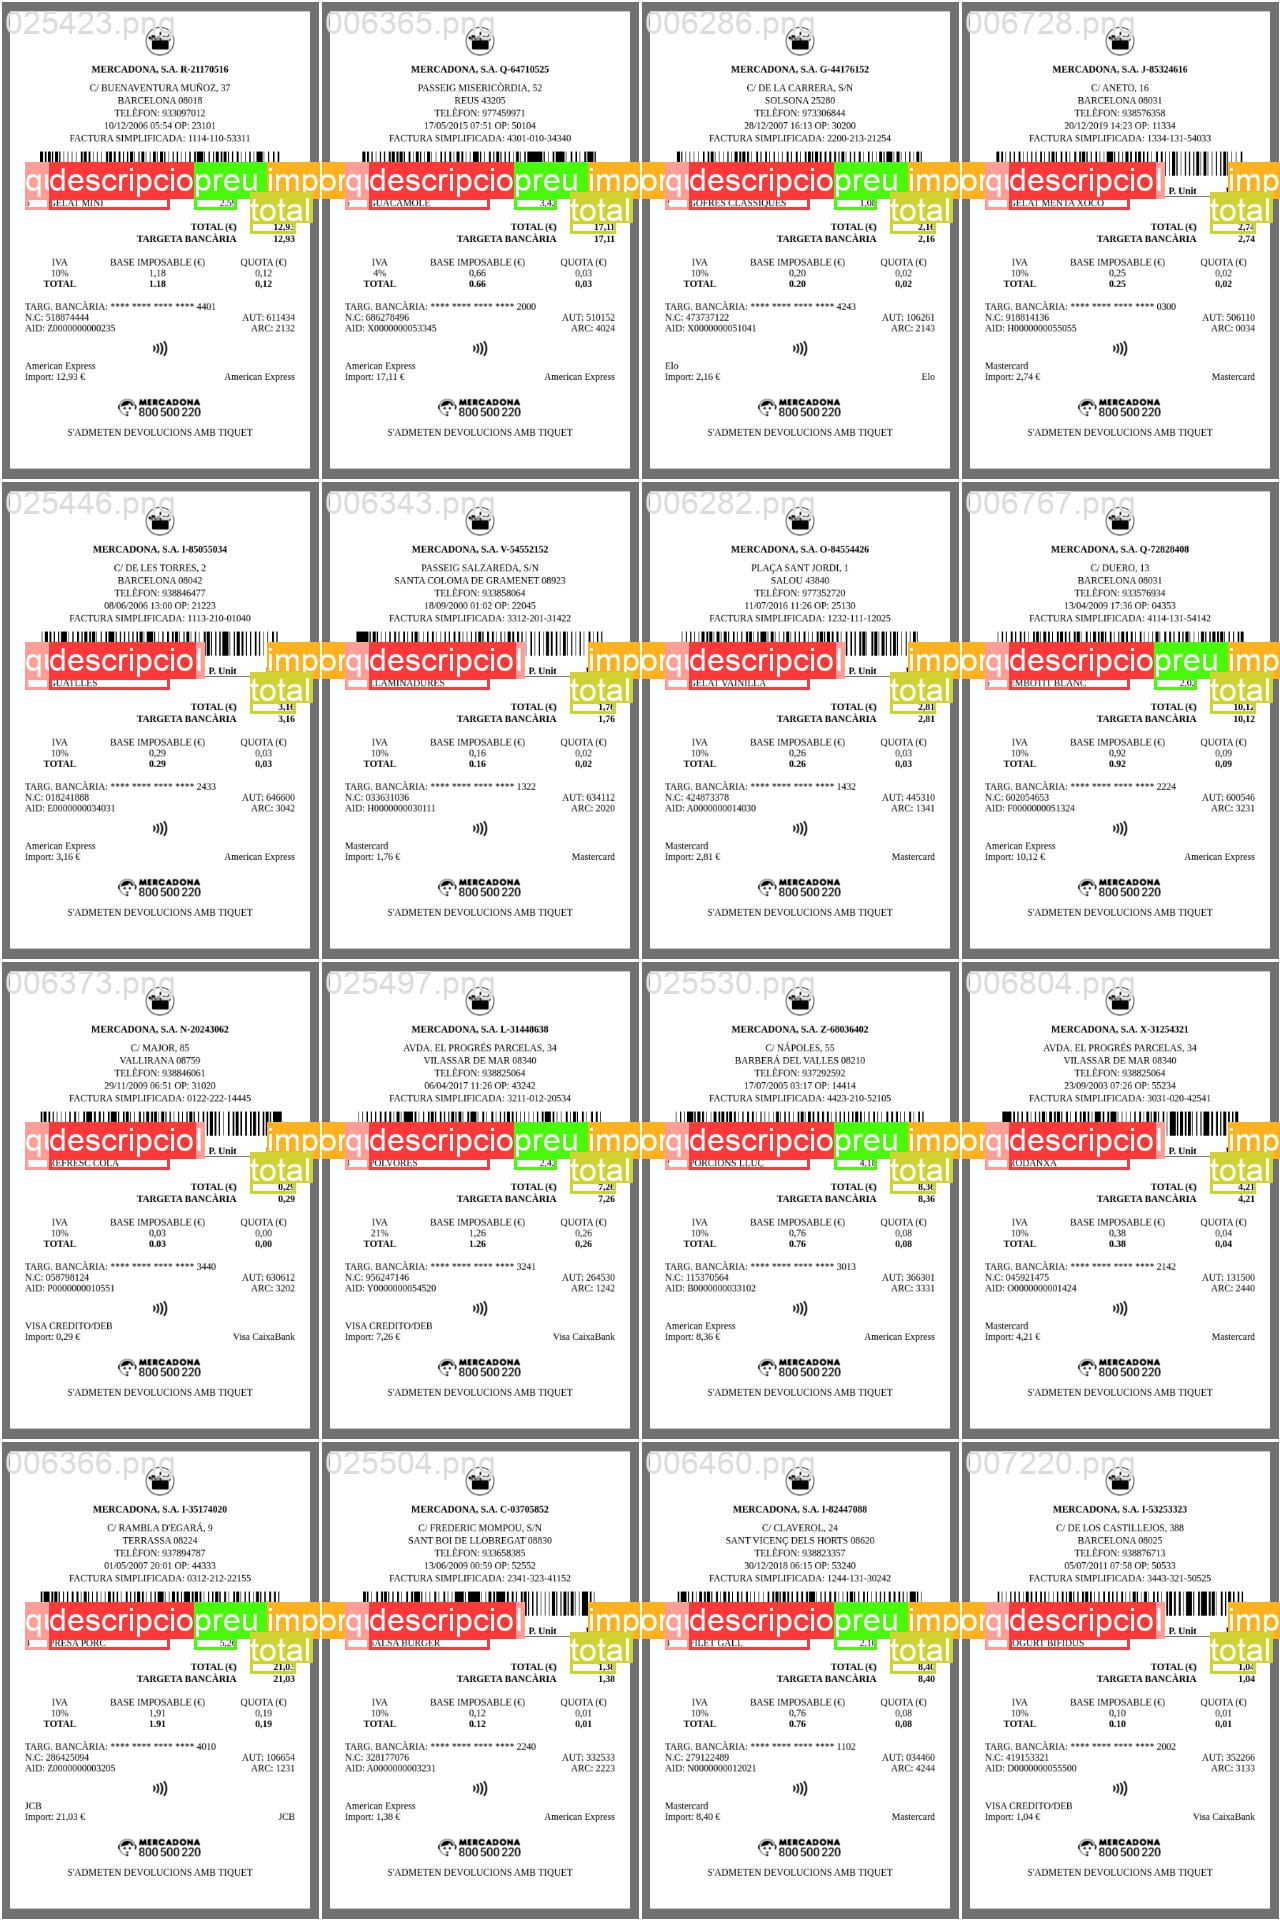 025423.png
MERCADONA, S.A. R-21170516
C/ BUENAVENTURA MUÑOZ, 37
BARCELONA 08018
TELÈFON: 933097012
10/12/2006 05:54 OP: 23101
FACTURA SIMPLIFICADA: 1114-110-53311
descripcio preu impor
GELAT MINI 2,59
total
TOTAL (€) 12,93
TARGETA BANCÀRIA 12,93
IVA BASE IMPOSABLE (€) QUOTA (€)
10% 1,18 0,12
TOTAL 1.18 0,12
TARG. BANCÀRIA: **** **** **** **** 4401
N.C: 518874444 AUT: 611434
AID: Z0000000000235 ARC: 2132
American Express
Import: 12,93 € American Express
MERCADONA
800 500 220
S'ADMETEN DEVOLUCIONS AMB TIQUET
006365.png
MERCADONA, S.A. Q-64710525
PASSEIG MISERICÒRDIA, 52
REUS 43205
TELÈFON: 977459971
17/05/2015 07:51 OP: 50104
FACTURA SIMPLIFICADA: 4301-010-34340
descripcio preu impor
GUACAMOLE 3,42
total
TOTAL (€) 17,11
TARGETA BANCÀRIA 17,11
IVA BASE IMPOSABLE (€) QUOTA (€)
4% 0,66 0,03
TOTAL 0.66 0,03
TARG. BANCÀRIA: **** **** **** **** 2000
N.C: 686278496 AUT: 510152
AID: X0000000053345 ARC: 4024
American Express
Import: 17,11 € American Express
MERCADONA
800 500 220
S'ADMETEN DEVOLUCIONS AMB TIQUET
006286.png
MERCADONA, S.A. G-44176152
C/ DE LA CARRERA, S/N
SOLSONA 25280
TELÈFON: 973306844
28/12/2007 16:13 OP: 30200
FACTURA SIMPLIFICADA: 2200-213-21254
descripcio preu impor
GOFRES CLASSIQUES 1,08
total
TOTAL (€) 2,16
TARGETA BANCÀRIA 2,16
IVA BASE IMPOSABLE (€) QUOTA (€)
10% 0,20 0,02
TOTAL 0.20 0,02
TARG. BANCÀRIA: **** **** **** **** 4243
N.C: 473737122 AUT: 106261
AID: X0000000051041 ARC: 2143
Elo
Import: 2,16 € Elo
MERCADONA
800 500 220
S'ADMETEN DEVOLUCIONS AMB TIQUET
006728.png
MERCADONA, S.A. J-85324616
C/ ANETO, 16
BARCELONA 08031
TELÈFON: 938576358
20/12/2019 14:23 OP: 11334
FACTURA SIMPLIFICADA: 1334-131-54033
descripcio imp
P. Unit
GELAT MENTA XOCO
total
TOTAL (€) 2,74
TARGETA BANCÀRIA 2,74
IVA BASE IMPOSABLE (€) QUOTA (€)
10% 0,25 0,02
TOTAL 0.25 0,02
TARG. BANCÀRIA: **** **** **** **** 0300
N.C: 918814136 AUT: 506110
AID: H0000000055055 ARC: 0034
Mastercard
Import: 2,74 € Mastercard
MERCADONA
800 500 220
S'ADMETEN DEVOLUCIONS AMB TIQUET
025446.png
MERCADONA, S.A. I-85055034
C/ DE LES TORRES, 2
BARCELONA 08042
TELÈFON: 938846477
08/06/2006 13:00 OP: 21223
FACTURA SIMPLIFICADA: 1113-210-01040
descripcio impor
P. Unit
GUATLLES
total
TOTAL (€) 3,16
TARGETA BANCÀRIA 3,16
IVA BASE IMPOSABLE (€) QUOTA (€)
10% 0,29 0,03
TOTAL 0.29 0,03
TARG. BANCÀRIA: **** **** **** **** 2433
N.C: 018241888 AUT: 646600
AID: E0000000034031 ARC: 3042
American Express
Import: 3,16 € American Express
MERCADONA
800 500 220
S'ADMETEN DEVOLUCIONS AMB TIQUET
006343.png
MERCADONA, S.A. V-54552152
PASSEIG SALZAREDA, S/N
SANTA COLOMA DE GRAMENET 08923
TELÈFON: 933858064
18/09/2000 01:02 OP: 22045
FACTURA SIMPLIFICADA: 3312-201-31422
descripcio impor
P. Unit
LLAMINADURES
total
TOTAL (€) 1,76
TARGETA BANCÀRIA 1,76
IVA BASE IMPOSABLE (€) QUOTA (€)
10% 0,16 0,02
TOTAL 0.16 0,02
TARG. BANCÀRIA: **** **** **** **** 1322
N.C: 033631036 AUT: 634112
AID: H0000000030111 ARC: 2020
Mastercard
Import: 1,76 € Mastercard
MERCADONA
800 500 220
S'ADMETEN DEVOLUCIONS AMB TIQUET
006282.png
MERCADONA, S.A. O-84554426
PLAÇA SANT JORDI, 1
SALOU 43840
TELÈFON: 977352720
11/07/2016 11:26 OP: 25130
FACTURA SIMPLIFICADA: 1232-111-12025
descripcio impor
P. Unit
GELAT VAINILLA
total
TOTAL (€) 2,81
TARGETA BANCÀRIA 2,81
IVA BASE IMPOSABLE (€) QUOTA (€)
10% 0,26 0,03
TOTAL 0.26 0,03
TARG. BANCÀRIA: **** **** **** **** 1432
N.C: 424873378 AUT: 445310
AID: A0000000014030 ARC: 1341
Mastercard
Import: 2,81 € Mastercard
MERCADONA
800 500 220
S'ADMETEN DEVOLUCIONS AMB TIQUET
006767.png
MERCADONA, S.A. Q-72828408
C/ DUERO, 13
BARCELONA 08031
TELÈFON: 933576934
13/04/2009 17:36 OP: 04353
FACTURA SIMPLIFICADA: 4114-131-54142
descripcio preu imp
EMBOTIT BLANC 2,02
total
TOTAL (€) 10,12
TARGETA BANCÀRIA 10,12
IVA BASE IMPOSABLE (€) QUOTA (€)
10% 0,92 0,09
TOTAL 0.92 0,09
TARG. BANCÀRIA: **** **** **** **** 2224
N.C: 602054653 AUT: 600546
AID: F0000000051324 ARC: 3231
American Express
Import: 10,12 € American Express
MERCADONA
800 500 220
S'ADMETEN DEVOLUCIONS AMB TIQUET
006373.png
MERCADONA, S.A. N-20243062
C/ MAJOR, 85
VALLIRANA 08759
TELÈFON: 938846061
29/11/2009 06:51 OP: 31020
FACTURA SIMPLIFICADA: 0122-222-14445
descripcio impor
P. Unit
REFRESC COLA
total
TOTAL (€) 0,29
TARGETA BANCÀRIA 0,29
IVA BASE IMPOSABLE (€) QUOTA (€)
10% 0,03 0,00
TOTAL 0.03 0,00
TARG. BANCÀRIA: **** **** **** **** 3440
N.C: 058798124 AUT: 630612
AID: P0000000010551 ARC: 3202
VISA CREDITO/DEB
Import: 0,29 € Visa CaixaBank
MERCADONA
800 500 220
S'ADMETEN DEVOLUCIONS AMB TIQUET
025497.png
MERCADONA, S.A. L-31448638
AVDA. EL PROGRÉS PARCELAS, 34
VILASSAR DE MAR 08340
TELÈFON: 938825064
06/04/2017 11:26 OP: 43242
FACTURA SIMPLIFICADA: 3211-012-20534
descripcio preu impor
POLVORES 2,42
total
TOTAL (€) 7,26
TARGETA BANCÀRIA 7,26
IVA BASE IMPOSABLE (€) QUOTA (€)
21% 1,26 0,26
TOTAL 1.26 0,26
TARG. BANCÀRIA: **** **** **** **** 3241
N.C: 956247146 AUT: 264530
AID: Y0000000054520 ARC: 1242
VISA CREDITO/DEB
Import: 7,26 € Visa CaixaBank
MERCADONA
800 500 220
S'ADMETEN DEVOLUCIONS AMB TIQUET
025530.png
MERCADONA, S.A. Z-68036402
C/ NÁPOLES, 55
BARBERÁ DEL VALLES 08210
TELÈFON: 937292592
17/07/2005 03:17 OP: 14414
FACTURA SIMPLIFICADA: 4423-210-52105
descripcio preu impor
PORCIONS LLUÇ 4,18
total
TOTAL (€) 8,36
TARGETA BANCÀRIA 8,36
IVA BASE IMPOSABLE (€) QUOTA (€)
10% 0,76 0,08
TOTAL 0.76 0,08
TARG. BANCÀRIA: **** **** **** **** 3013
N.C: 115370564 AUT: 366301
AID: B0000000033102 ARC: 3331
American Express
Import: 8,36 € American Express
MERCADONA
800 500 220
S'ADMETEN DEVOLUCIONS AMB TIQUET
006804.png
MERCADONA, S.A. X-31254321
AVDA. EL PROGRÉS PARCELAS, 34
VILASSAR DE MAR 08340
TELÈFON: 938825064
23/09/2003 07:26 OP: 55234
FACTURA SIMPLIFICADA: 3031-020-42541
descripcio imp
P. Unit
RODANXA
total
TOTAL (€) 4,21
TARGETA BANCÀRIA 4,21
IVA BASE IMPOSABLE (€) QUOTA (€)
10% 0,38 0,04
TOTAL 0.38 0,04
TARG. BANCÀRIA: **** **** **** **** 2142
N.C: 045921475 AUT: 131500
AID: O0000000001424 ARC: 2440
Mastercard
Import: 4,21 € Mastercard
MERCADONA
800 500 220
S'ADMETEN DEVOLUCIONS AMB TIQUET
006366.png
MERCADONA, S.A. I-35174020
C/ RAMBLA D'EGARÁ, 9
TERRASSA 08224
TELÈFON: 937894787
01/05/2007 20:01 OP: 44333
FACTURA SIMPLIFICADA: 0312-212-22155
descripcio preu impor
PRESA PORC 5,26
total
TOTAL (€) 21,03
TARGETA BANCÀRIA 21,03
IVA BASE IMPOSABLE (€) QUOTA (€)
10% 1,91 0,19
TOTAL 1.91 0,19
TARG. BANCÀRIA: **** **** **** **** 4010
N.C: 286425094 AUT: 106654
AID: Z0000000003205 ARC: 1231
JCB
Import: 21,03 € JCB
MERCADONA
800 500 220
S'ADMETEN DEVOLUCIONS AMB TIQUET
025504.png
MERCADONA, S.A. C-03705852
C/ FREDERIC MOMPOU, S/N
SANT BOI DE LLOBREGAT 08830
TELÈFON: 933658385
13/06/2009 00:59 OP: 52552
FACTURA SIMPLIFICADA: 2341-323-41152
descripcio impor
P. Unit
SALSA BURGER
total
TOTAL (€) 1,38
TARGETA BANCÀRIA 1,38
IVA BASE IMPOSABLE (€) QUOTA (€)
10% 0,12 0,01
TOTAL 0.12 0,01
TARG. BANCÀRIA: **** **** **** **** 2240
N.C: 328177076 AUT: 332533
AID: A0000000003231 ARC: 2223
American Express
Import: 1,38 € American Express
MERCADONA
800 500 220
S'ADMETEN DEVOLUCIONS AMB TIQUET
006460.png
MERCADONA, S.A. I-82447088
C/ CLAVEROL, 24
SANT VICENÇ DELS HORTS 08620
TELÈFON: 938823357
30/12/2018 06:15 OP: 53240
FACTURA SIMPLIFICADA: 1244-131-30242
descripcio preu impor
FILET GALL 2,10
total
TOTAL (€) 8,40
TARGETA BANCÀRIA 8,40
IVA BASE IMPOSABLE (€) QUOTA (€)
10% 0,76 0,08
TOTAL 0.76 0,08
TARG. BANCÀRIA: **** **** **** **** 1102
N.C: 279122489 AUT: 034460
AID: N0000000012021 ARC: 4244
Mastercard
Import: 8,40 € Mastercard
MERCADONA
800 500 220
S'ADMETEN DEVOLUCIONS AMB TIQUET
007220.png
MERCADONA, S.A. I-53253323
C/ DE LOS CASTILLEJOS, 388
BARCELONA 08025
TELÈFON: 938876713
05/07/2011 07:58 OP: 50533
FACTURA SIMPLIFICADA: 3443-321-50525
descripcio imp
P. Unit
IOGURT BIFIDUS
total
TOTAL (€) 1,04
TARGETA BANCÀRIA 1,04
IVA BASE IMPOSABLE (€) QUOTA (€)
10% 0,10 0,01
TOTAL 0.10 0,01
TARG. BANCÀRIA: **** **** **** **** 2002
N.C: 419153321 AUT: 352266
AID: D0000000055500 ARC: 3133
VISA CREDITO/DEB
Import: 1,04 € Visa CaixaBank
MERCADONA
800 500 220
S'ADMETEN DEVOLUCIONS AMB TIQUET